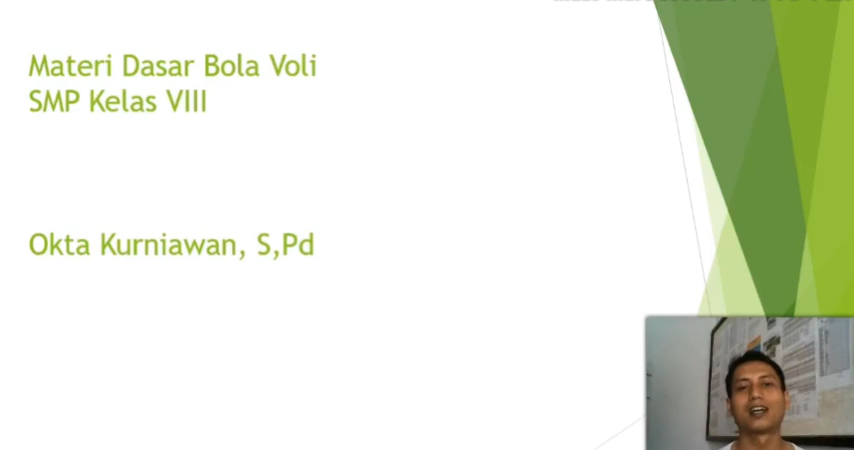 Materi Dasar Bola Voli
SMP Kelas VIII
Okta Kurniawan, S,Pd